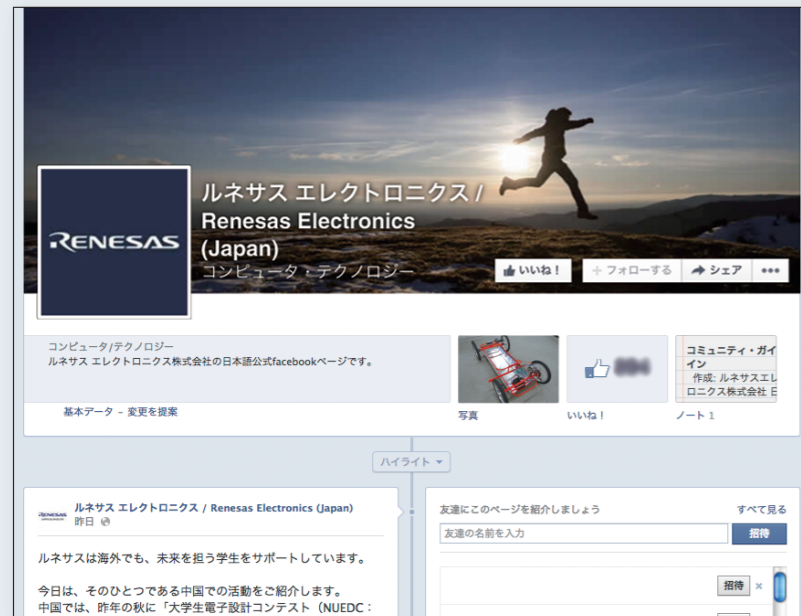 RENESAS
ルネサス エレクトロニクス /
Renesas Electronics
(Japan)
コンピュータ・テクノロジー
いいね！
＋フォローする
シェア
コンピュータ/テクノロジー
ルネサス エレクトロニクス株式会社の日本語公式facebookページです。
基本データ - 変更を提案
写真
いいね！
コミュニティ・ガイ
イン
作成: ルネサスエレ
ロニクス株式会社
ノート 1
ハイライト
RENESAS
ルネサス エレクトロニクス / Renesas Electronics (Japan)
昨日
ルネサスは海外でも、未来を担う学生をサポートしています。
今日は、そのひとつである中国での活動をご紹介します。
中国では、昨年の秋に「大学生電子設計コンテスト（NUEDC：
友達にこのページを紹介しましょう
すべて見る
友達の名前を入力
招待
招待